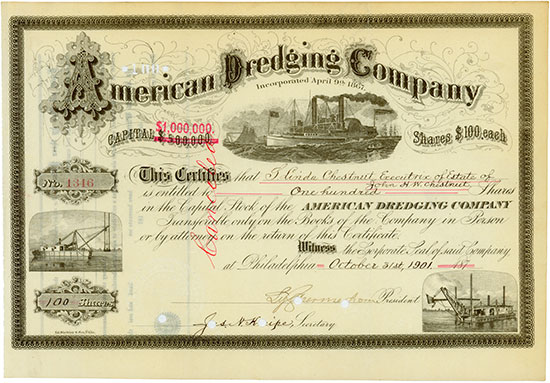 American Dredging Company
Incorporated April 9th 1867
$1,000,000.
CAPITAL $500,000. Shares $100 each
No. 1316
This Certifies that Executrix of Estate of
John H. W. Chestnut
is entitled to One hundred Shares
in the Capital Stock of the AMERICAN DREDGING COMPANY
Transferable only on the Books of the Company in Person
or by attorney on the return of this Certificate.
Witness the Corporate Seal of said Company
at Philadelphia October 31st, 1901. 187
100 Shares
President
Jas. Secretary
Cancelled